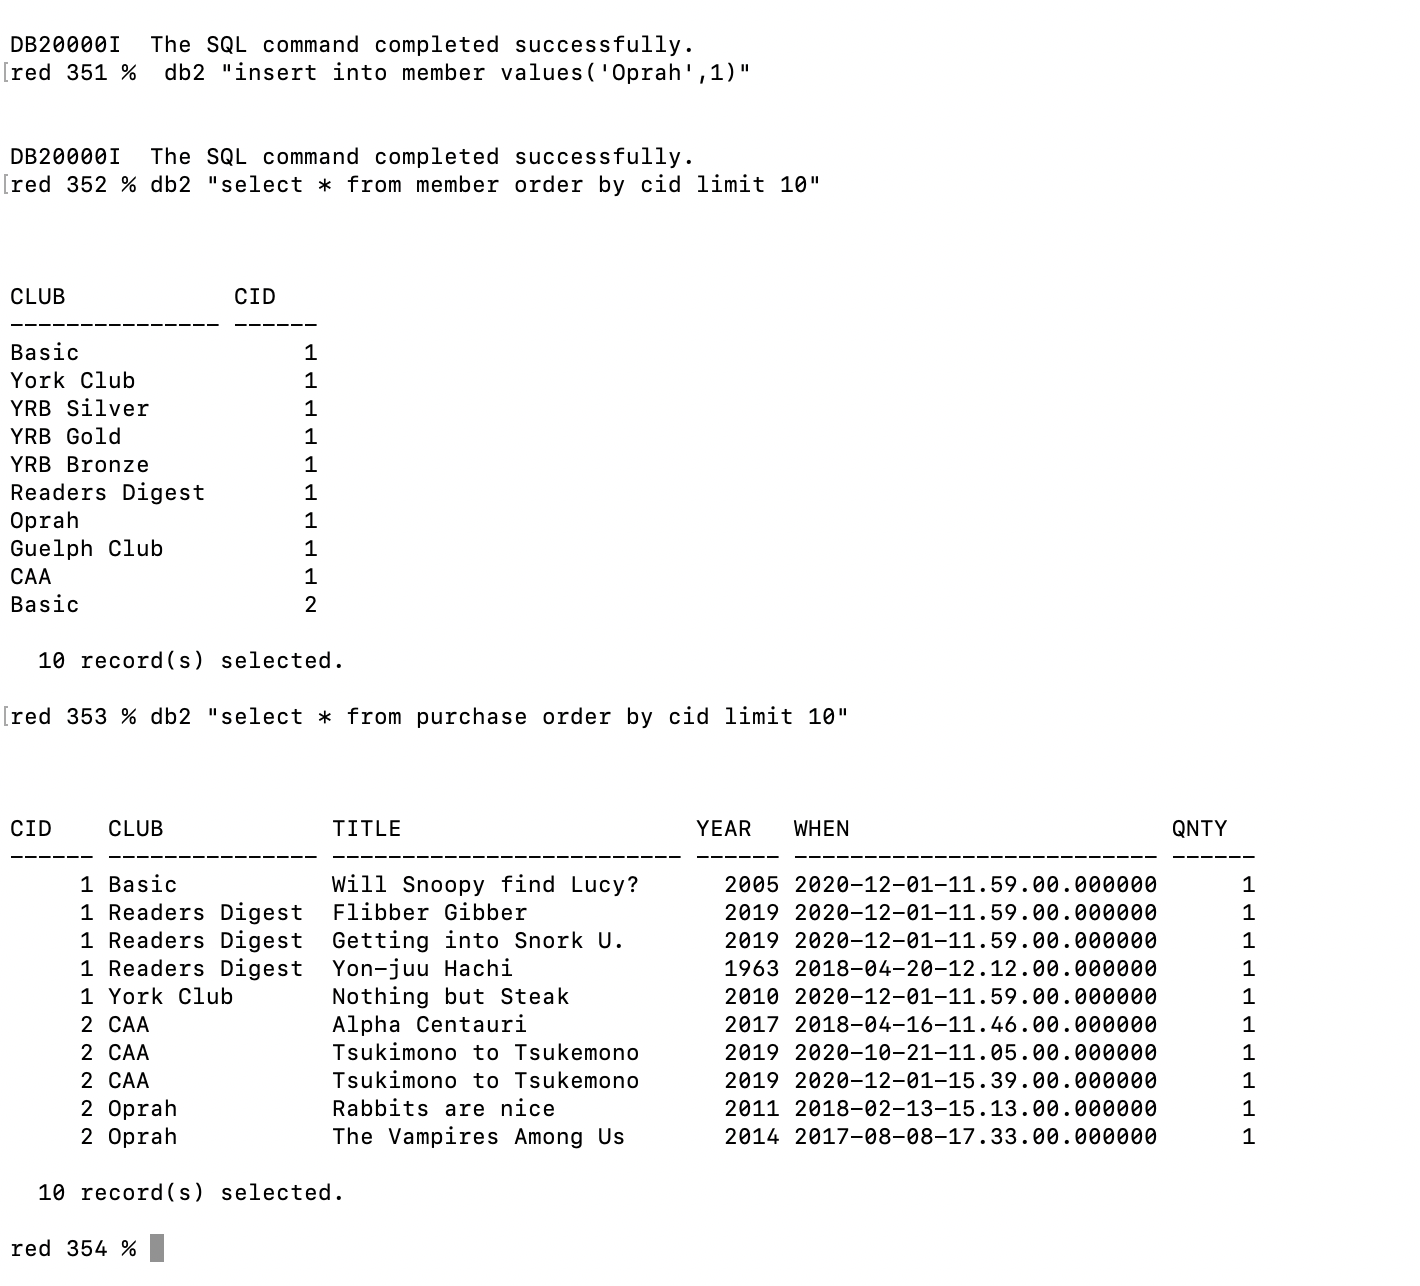 DB20000I  The SQL command completed successfully.
[red 351 %  db2 "insert into member values('Oprah',1)"
DB20000I  The SQL command completed successfully.
[red 352 % db2 "select * from member order by cid limit 10"
CLUB            CID
--------------- ------
Basic                1
York Club            1
YRB Silver           1
YRB Gold             1
YRB Bronze           1
Readers Digest       1
Oprah                1
Guelph Club          1
CAA                  1
Basic                2
  10 record(s) selected.
[red 353 % db2 "select * from purchase order by cid limit 10"
CID    CLUB            TITLE                     YEAR   WHEN                       QNTY
------ --------------- ------------------------- ------ -------------------------- ------
     1 Basic           Will Snoopy find Lucy?      2005 2020-12-01-11.59.00.000000      1
     1 Readers Digest  Flibber Gibber              2019 2020-12-01-11.59.00.000000      1
     1 Readers Digest  Getting into Snork U.       2019 2020-12-01-11.59.00.000000      1
     1 Readers Digest  Yon-juu Hachi               1963 2018-04-20-12.12.00.000000      1
     1 York Club       Nothing but Steak           2010 2020-12-01-11.59.00.000000      1
     2 CAA             Alpha Centauri              2017 2018-04-16-11.46.00.000000      1
     2 CAA             Tsukimono to Tsukemono      2019 2020-10-21-11.05.00.000000      1
     2 CAA             Tsukimono to Tsukemono      2019 2020-12-01-15.39.00.000000      1
     2 Oprah           Rabbits are nice            2011 2018-02-13-15.13.00.000000      1
     2 Oprah           The Vampires Among Us       2014 2017-08-08-17.33.00.000000      1
  10 record(s) selected.
red 354 %